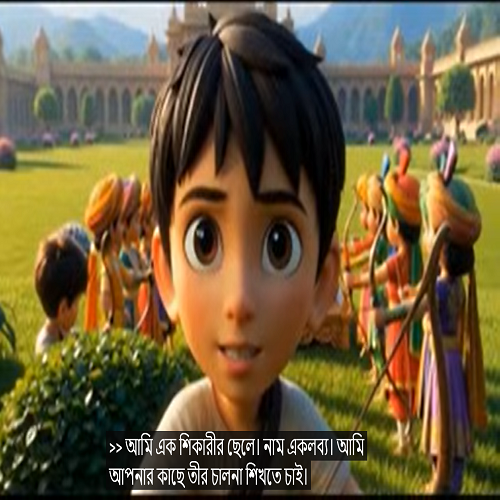 >> আমি এক শিকারীর ছেলে। নাম একলব্য। আমি
আপনার কাছে তীর চালনা শিখতে চাই।